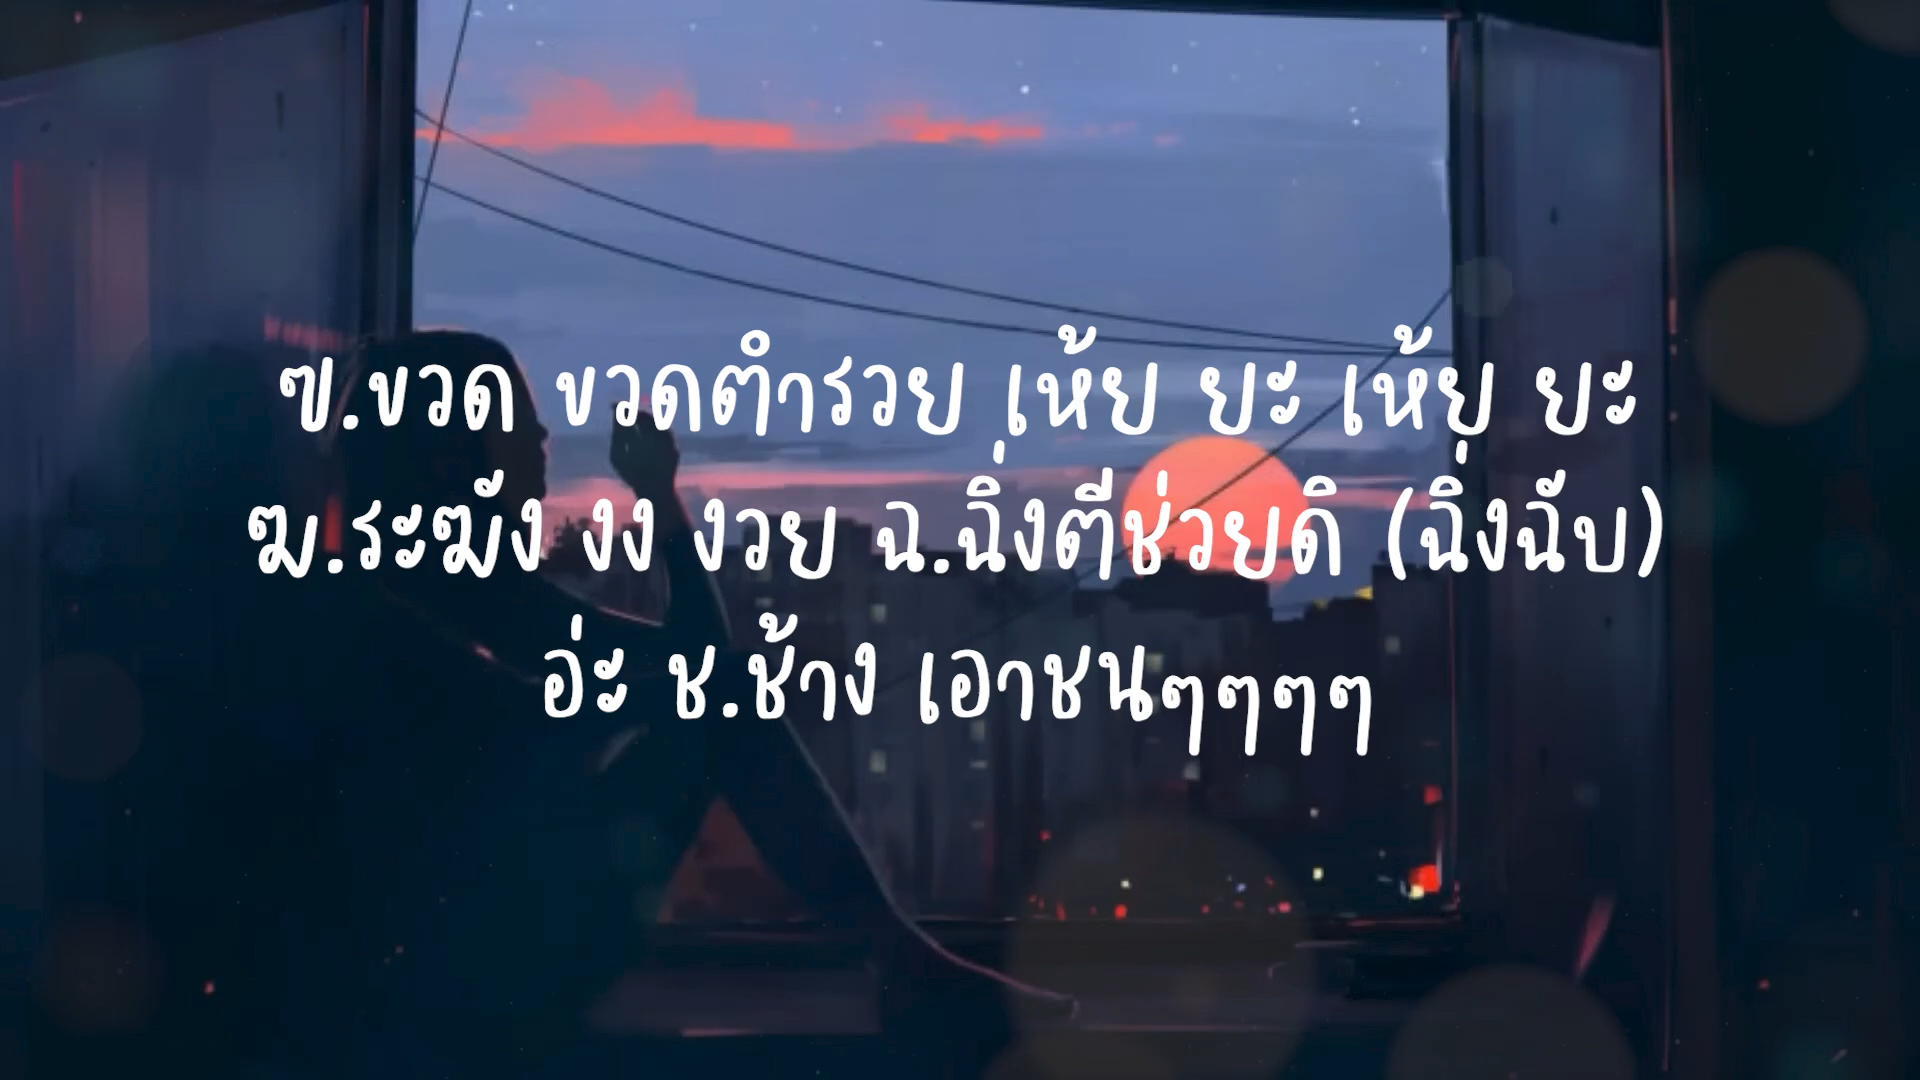 ฃ.ขวด ขวดตำรวย เห้ย ยะ เห้ย ยะ
ฆ.ระฆัง งง งวย ฉ.ฉิ่งตีช่วยดิ (ฉิ่งฉับ)
อ่ะ ช.ช้าง เอาชนๆๆๆๆ